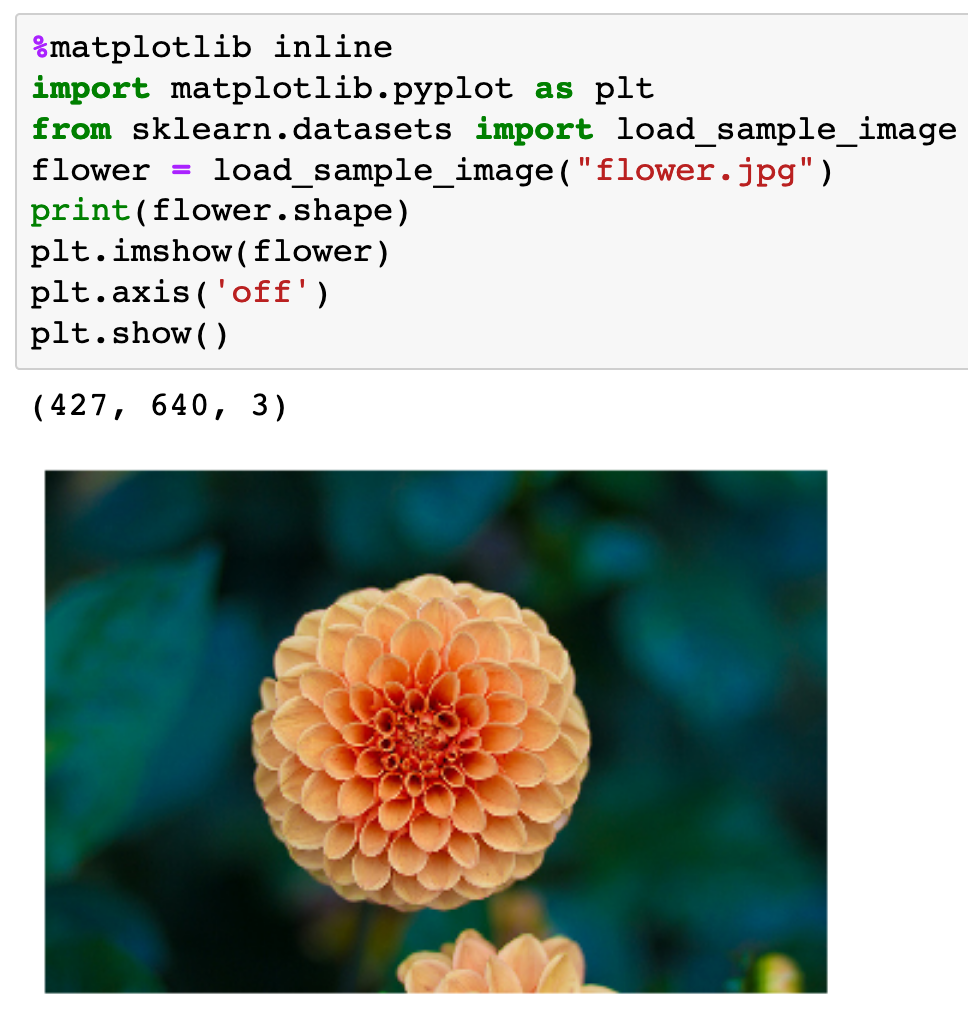 %matplotlib inline
import matplotlib.pyplot as plt
from sklearn.datasets import load_sample_image
flower = load_sample_image("flower.jpg")
print(flower.shape)
plt.imshow(flower)
plt.axis('off')
plt.show()
(427, 640, 3)